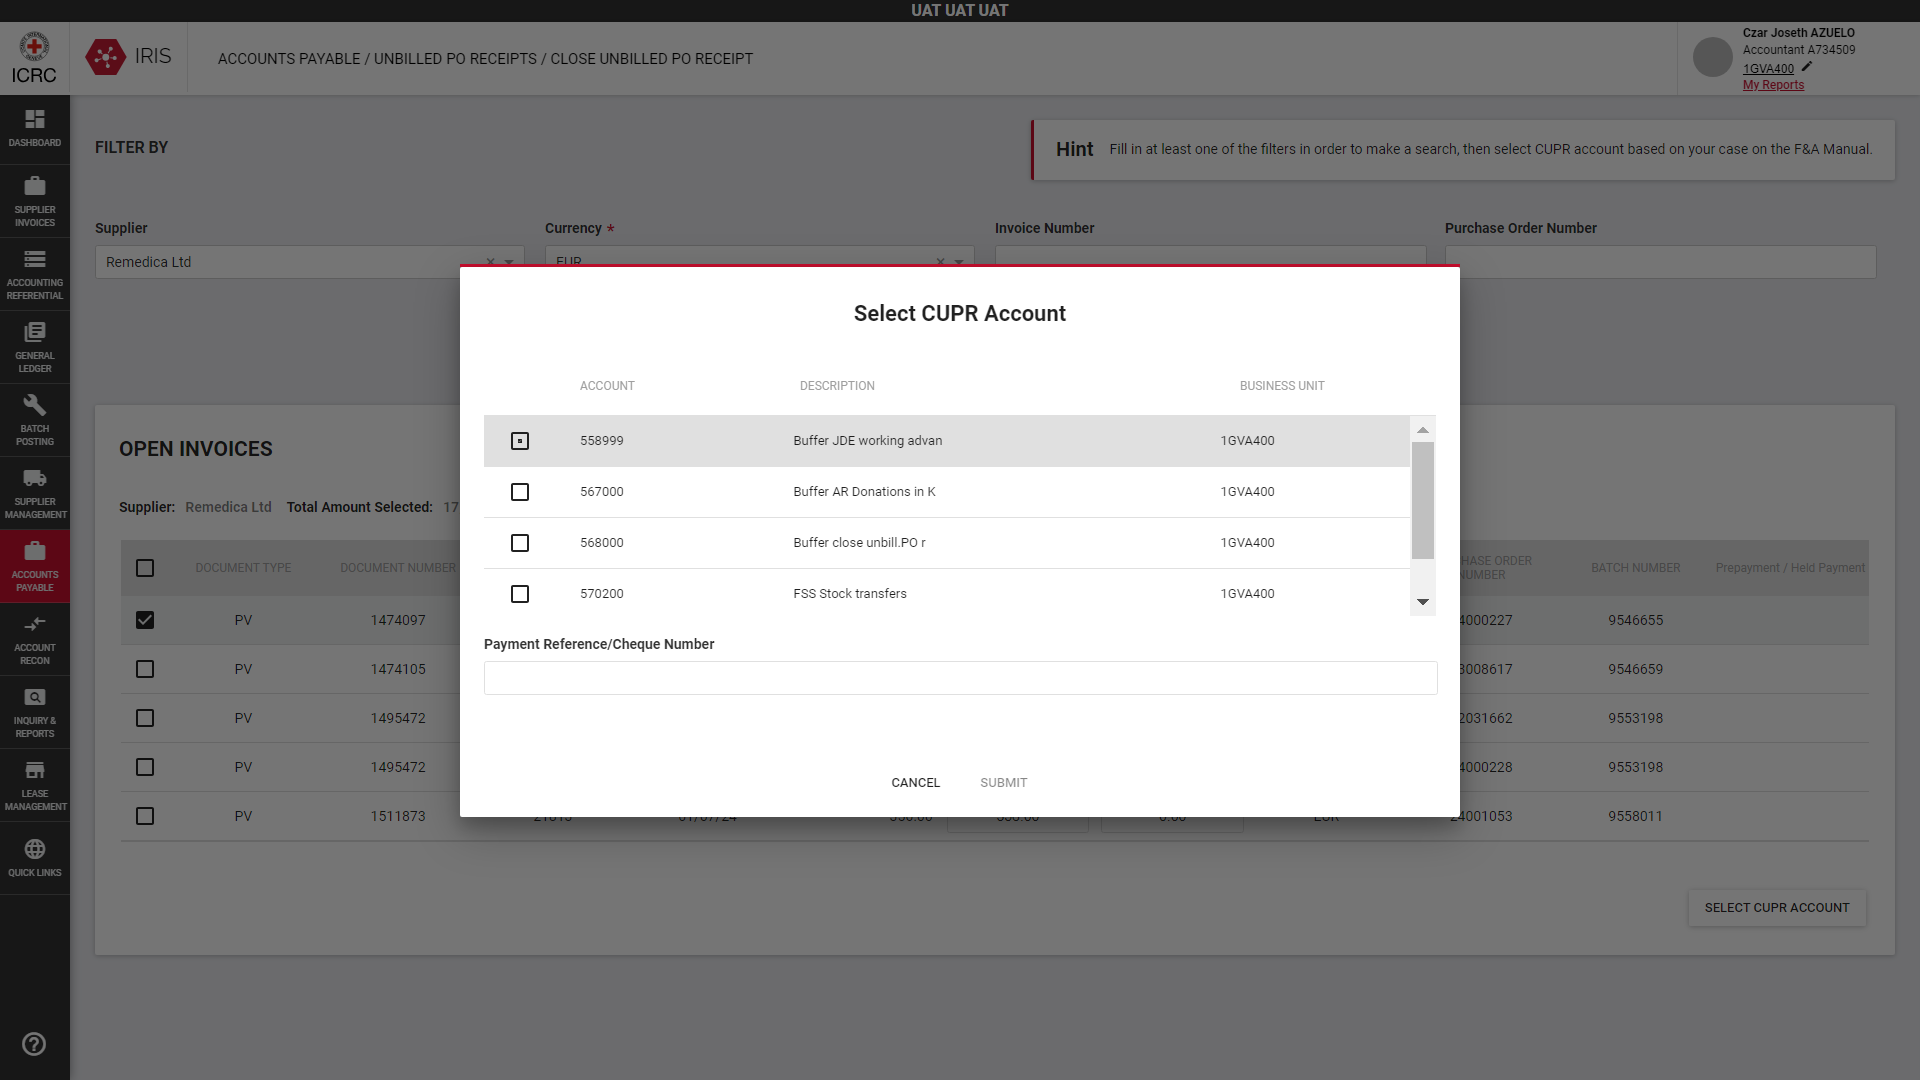 UAT UAT UAT
ICRC
IRIS
ACCOUNTS PAYABLE / UNBILLED PO RECEIPTS / CLOSE UNBILLED PO RECEIPT
Czar Joseth AZUELO
Accountant A734509
1GVA400
My Reports
DASHBOARD
SUPPLIER
INVOICES
ACCOUNTING
REFERENTIAL
GENERAL
LEDGER
BATCH
POSTING
SUPPLIER
MANAGEMENT
ACCOUNTS
PAYABLE
ACCOUNT
RECON
INQUIRY &
REPORTS
LEASE
MANAGEMENT
QUICK LINKS
FILTER BY
Hint Fill in at least one of the filters in order to make a search, then select CUPR account based on your case on the F&A Manual.
Supplier Currency * Invoice Number Purchase Order Number
Remedica Ltd EUR
Select CUPR Account
ACCOUNT DESCRIPTION BUSINESS UNIT
558999 Buffer JDE working advan 1GVA400
567000 Buffer AR Donations in K 1GVA400
568000 Buffer close unbill.PO r 1GVA400
570200 FSS Stock transfers 1GVA400
Payment Reference/Cheque Number
CANCEL SUBMIT
OPEN INVOICES
Supplier: Remedica Ltd Total Amount Selected: 17
DOCUMENT TYPE DOCUMENT NUMBER HASE ORDER NUMBER BATCH NUMBER Prepayment / Held Payment
PV 1474097 4000227 9546655
PV 1474105 3008617 9546659
PV 1495472 2031662 9553198
PV 1495472 4000228 9553198
PV 1511873 21615 01/07/24 EUR 24001053 9558011
SELECT CUPR ACCOUNT